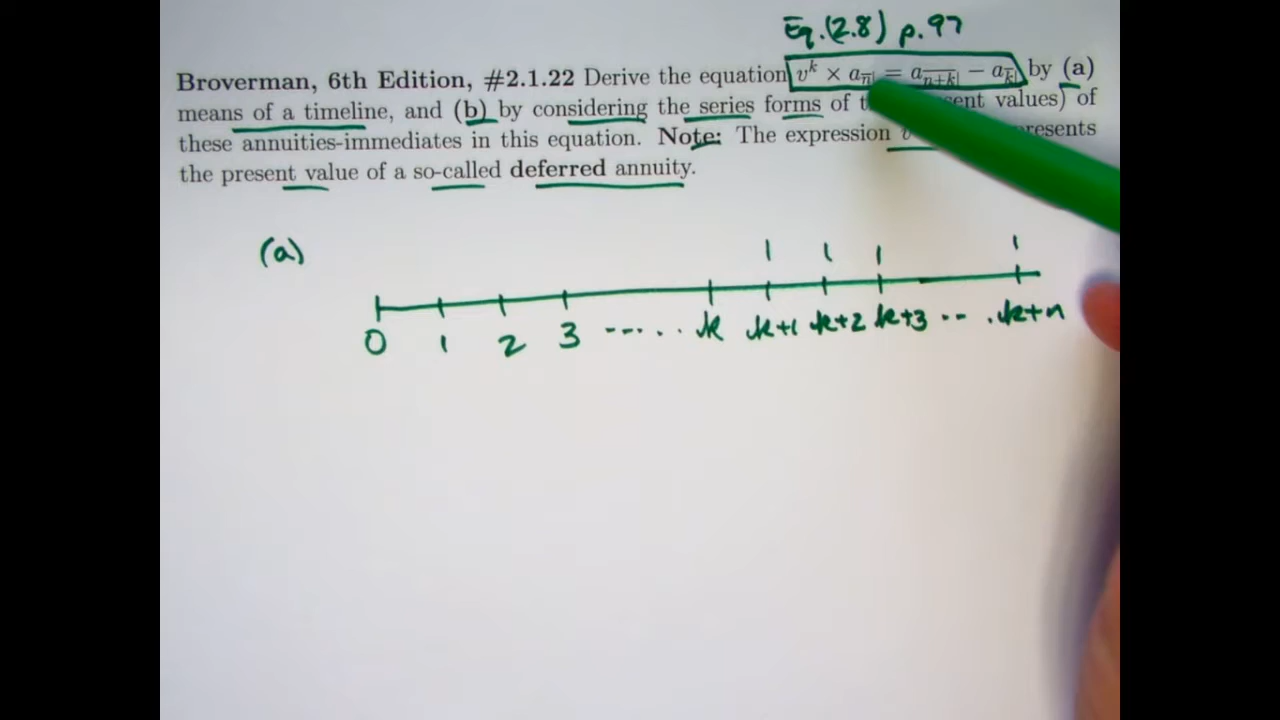 Eq.(2.8) p.97
Broverman, 6th Edition, #2.1.22 Derive the equation v^k × a_n̅| = a_n+k̅| − a_k̅| by (a)
means of a timeline, and (b) by considering the series forms of values) of
these annuities-immediates in this equation. Note: The expression
the present value of a so-called deferred annuity.
(a)
1 1 1 1
0 1 2 3 ...... k k+1 k+2 k+3 ... k+n